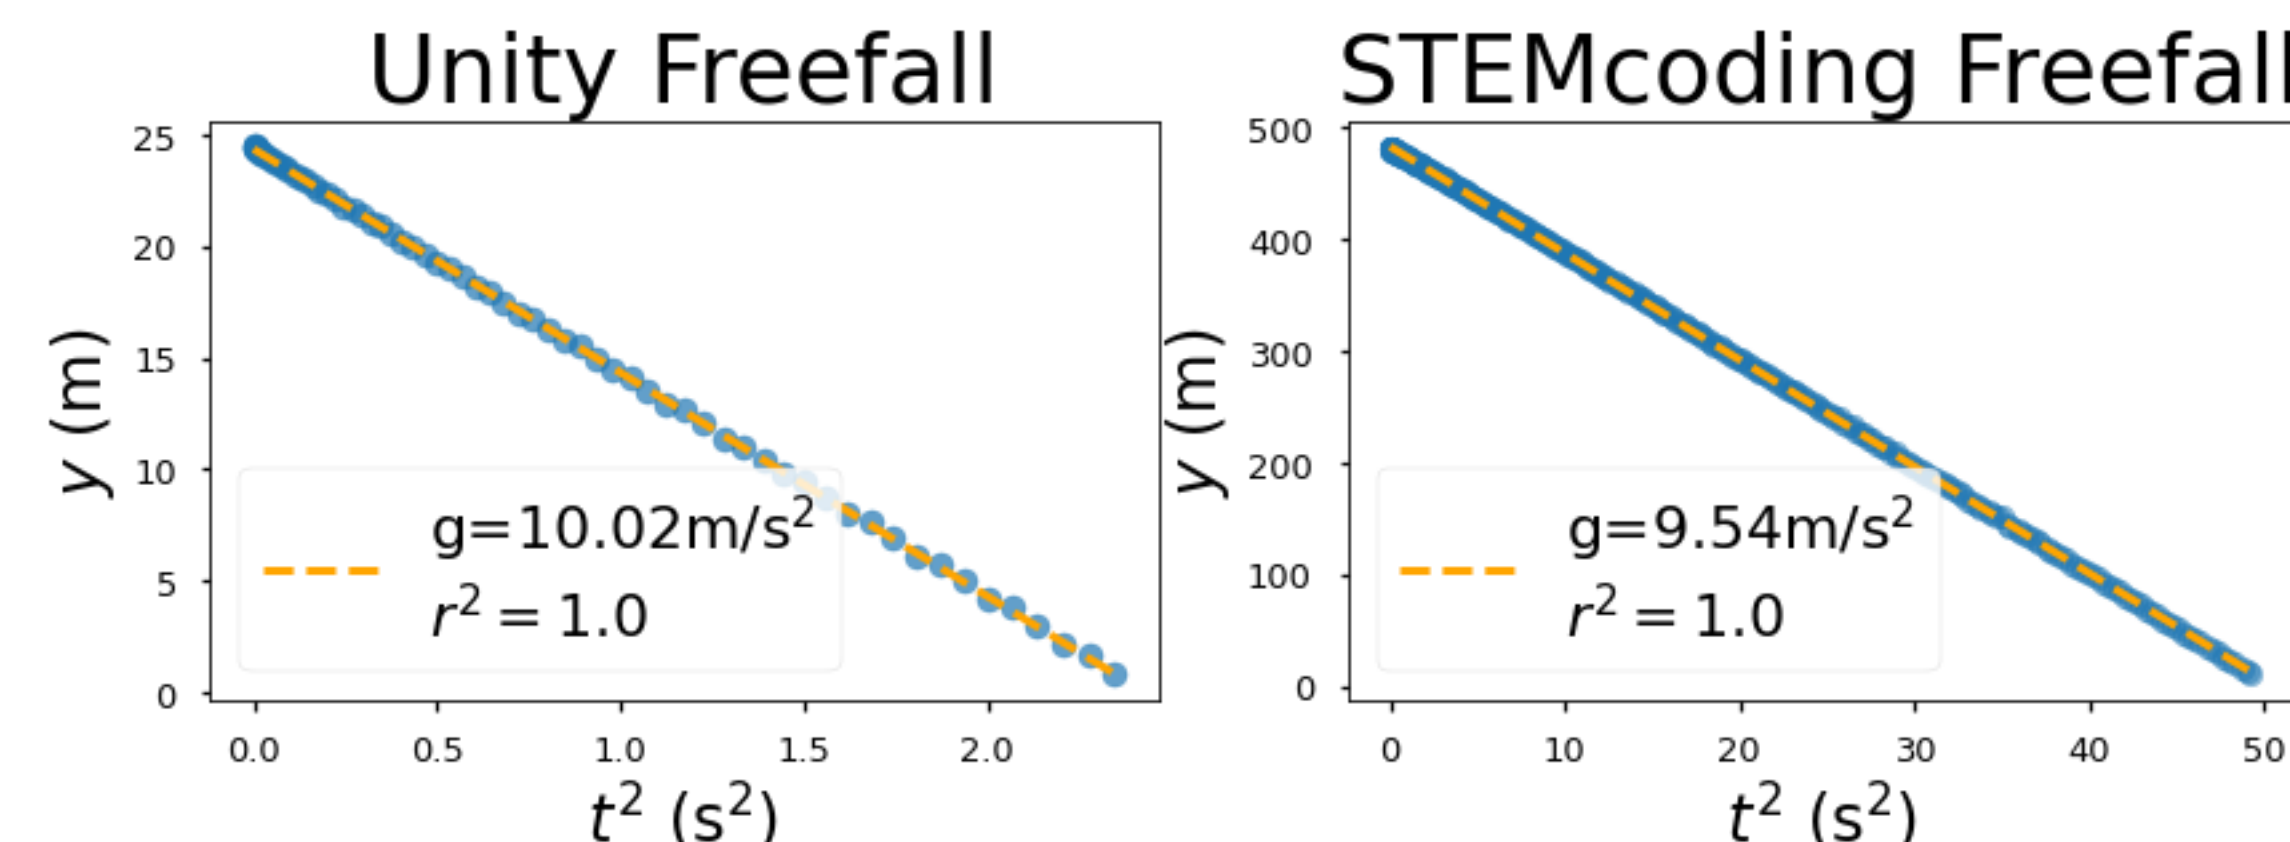 Unity Freefall
25
20
15
10
5
0
y (m)
g=10.02m/s²
r² = 1.0
0.0 0.5 1.0 1.5 2.0
t² (s²)
STEMcoding Freefall
500
400
300
200
100
0
y (m)
g=9.54m/s²
r² = 1.0
0 10 20 30 40 50
t² (s²)